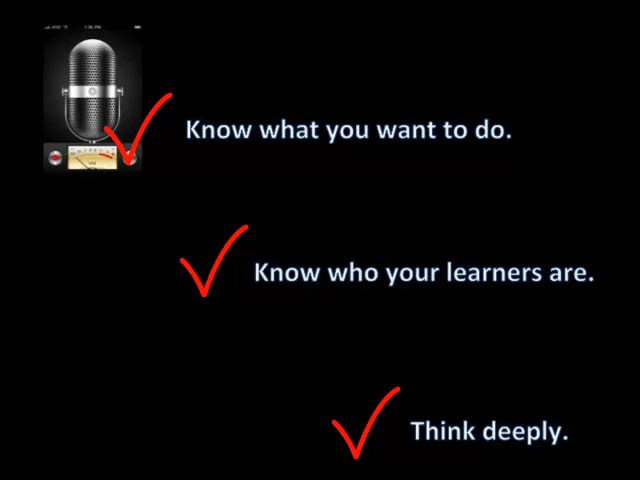 Know what you want to do.
Know who your learners are.
Think deeply.